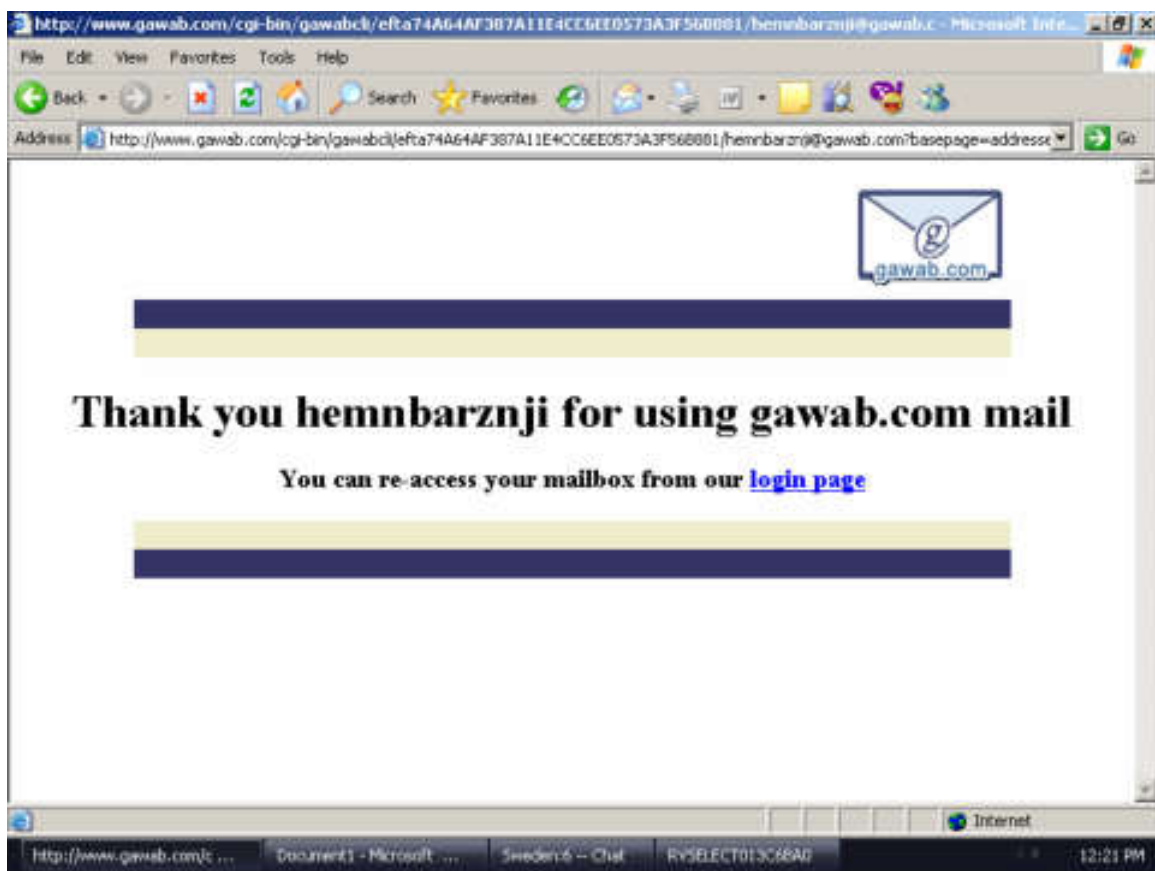 http://www.gawab.com/cgi-bin/gawabcli/efta74A64AF387A11E4CC6EE0573A3F568081/hemnbarznji@gawab.c - Microsoft Inte...
File Edit View Favorites Tools Help
Back Search Favorites
Address http://www.gawab.com/cgi-bin/gawabcli/efta74A64AF387A11E4CC6EE0573A3F568081/hemnbarznji@gawab.com?basepage=addresse Go
g
gawab.com
Thank you hemnbarznji for using gawab.com mail
You can re-access your mailbox from our login page
Internet
http://www.gawab.com/c ... Document1 - Microsoft ... Sweden:6 -- Chat RVSELECT013C68A0 12:21 PM